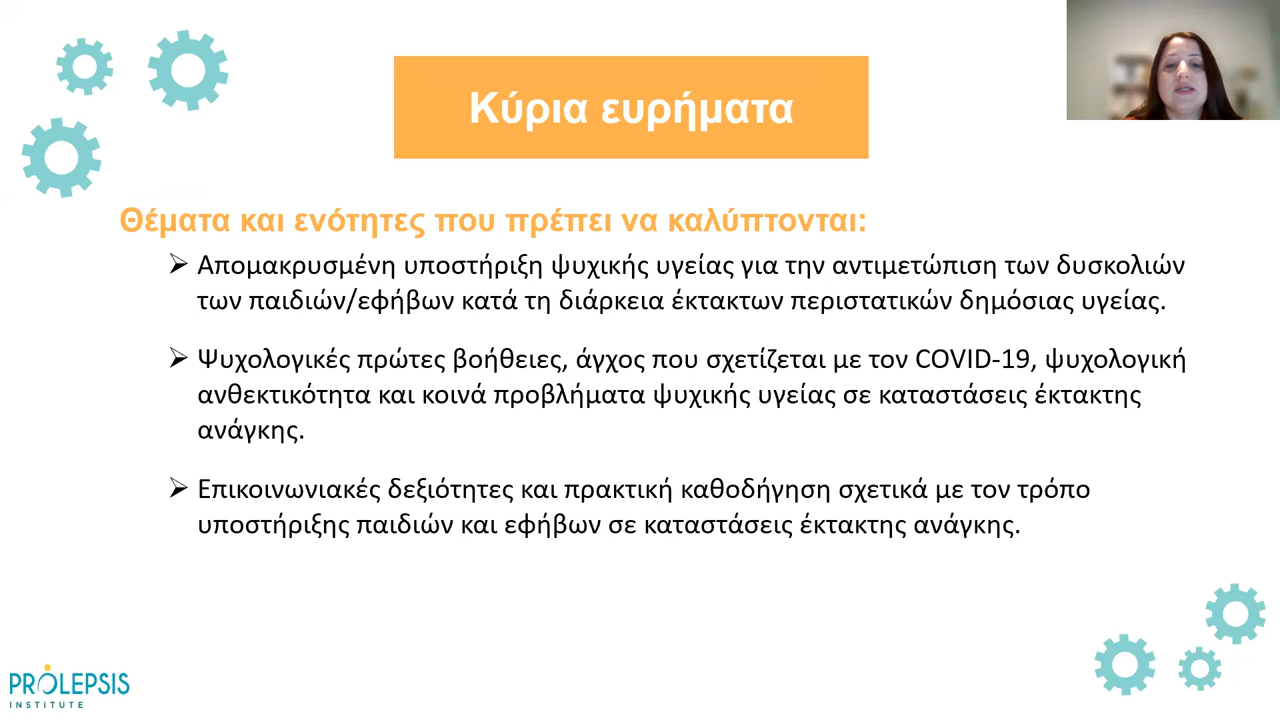 Κύρια ευρήματα
Θέματα και ενότητες που πρέπει να καλύπτονται:
➢ Απομακρυσμένη υποστήριξη ψυχικής υγείας για την αντιμετώπιση των δυσκολιών
των παιδιών/εφήβων κατά τη διάρκεια έκτακτων περιστατικών δημόσιας υγείας.
➢ Ψυχολογικές πρώτες βοήθειες, άγχος που σχετίζεται με τον COVID-19, ψυχολογική
ανθεκτικότητα και κοινά προβλήματα ψυχικής υγείας σε καταστάσεις έκτακτης
ανάγκης.
➢ Επικοινωνιακές δεξιότητες και πρακτική καθοδήγηση σχετικά με τον τρόπο
υποστήριξης παιδιών και εφήβων σε καταστάσεις έκτακτης ανάγκης.
PROLEPSIS
INSTITUTE